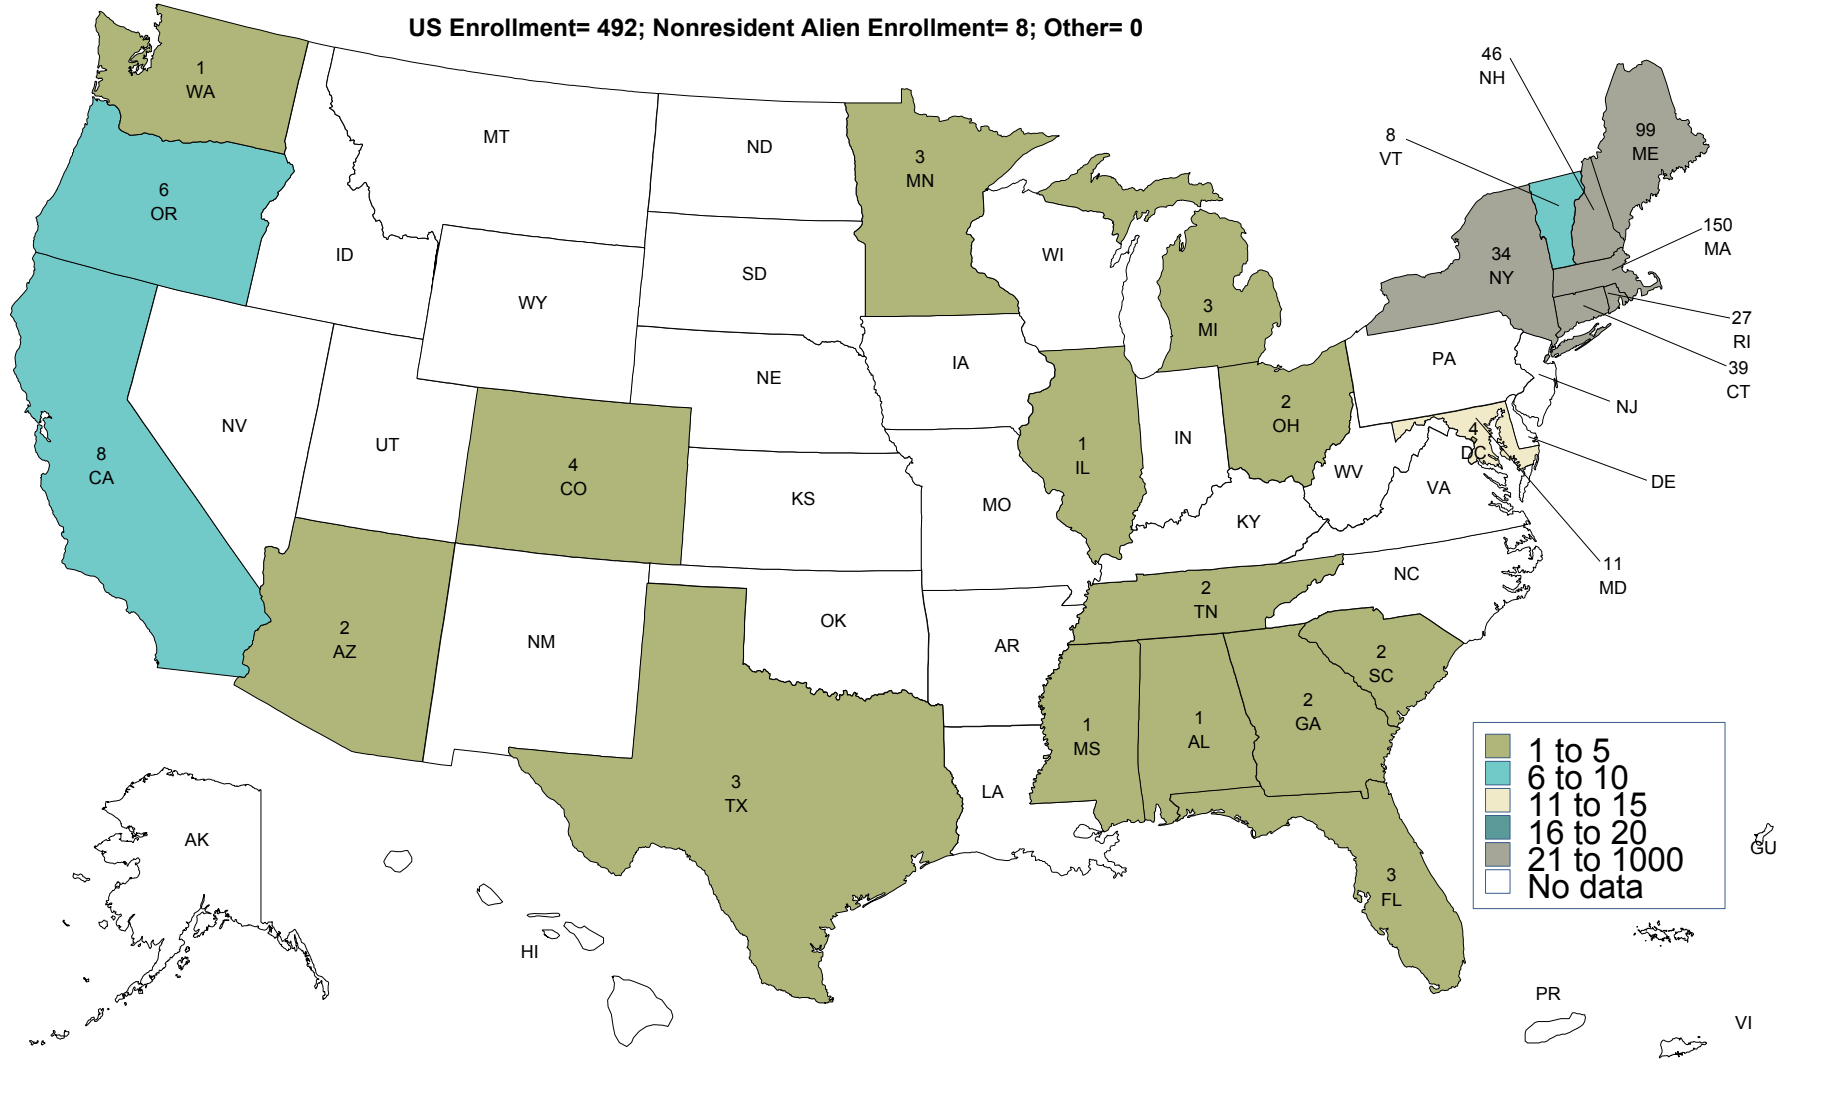 US Enrollment= 492; Nonresident Alien Enrollment= 8; Other= 0
1
WA
6
OR
8
CA
MT
ID
WY
NV
UT
4
CO
2
AZ
NM
ND
SD
NE
KS
OK
3
TX
3
MN
IA
MO
AR
LA
WI
1
IL
3
MI
IN
2
OH
KY
2
TN
1
MS
1
AL
2
GA
2
SC
NC
3
FL
WV
VA
PA
4
DC
34
NY
8
VT
46
NH
99
ME
150
MA
27
RI
39
CT
NJ
DE
11
MD
AK
HI
1 to 5
6 to 10
11 to 15
16 to 20
21 to 1000
No data
GU
PR
VI